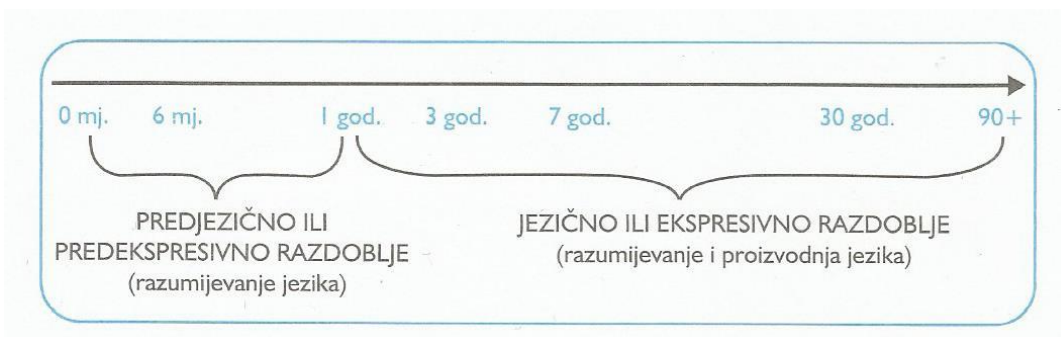 0 mj. 6 mj. 1 god. 3 god. 7 god. 30 god. 90+
PREDJEZIČNO ILI
PREDEKSPRESIVNO RAZDOBLJE
(razumijevanje jezika)
JEZIČNO ILI EKSPRESIVNO RAZDOBLJE
(razumijevanje i proizvodnja jezika)